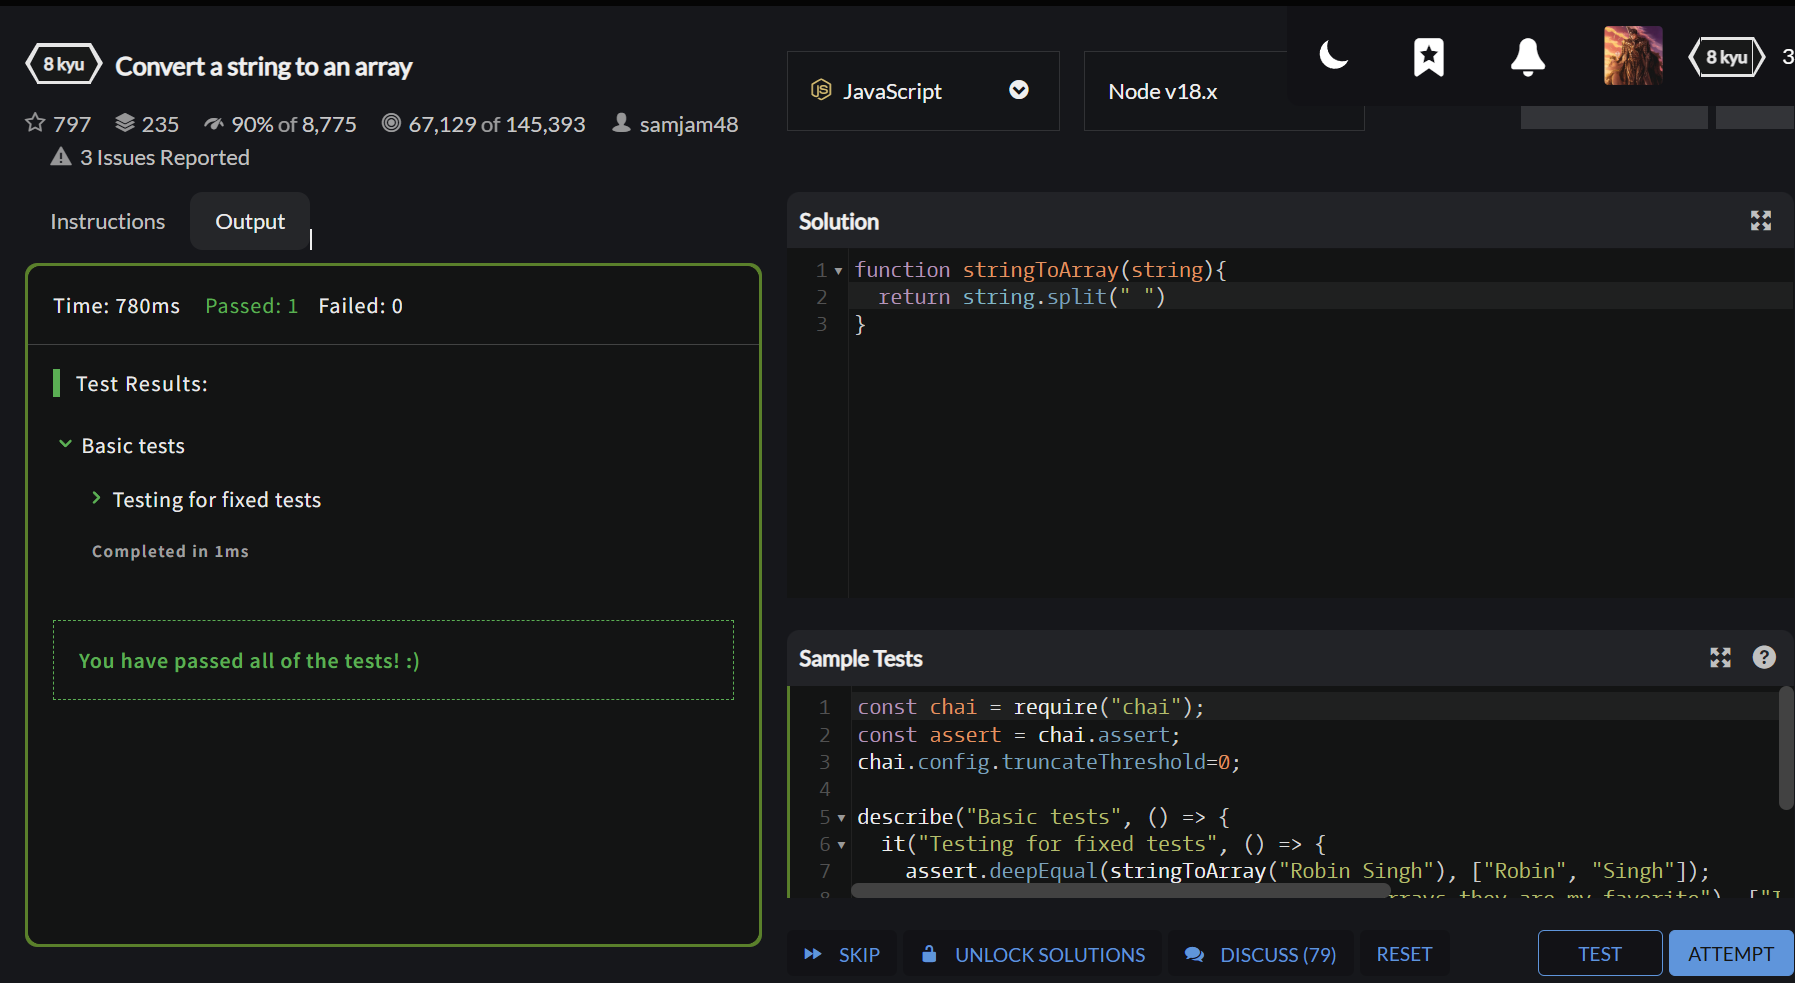 8 kyu Convert a string to an array
797 235 90% of 8,775 67,129 of 145,393 samjam48
3 Issues Reported
JavaScript
Node v18.x
8 kyu 3
Instructions Output
Time: 780ms Passed: 1 Failed: 0
Test Results:
Basic tests
Testing for fixed tests
Completed in 1ms
You have passed all of the tests! :)
Solution
1 function stringToArray(string){
2 return string.split(" ")
3 }
Sample Tests
?
1 const chai = require("chai");
2 const assert = chai.assert;
3 chai.config.truncateThreshold=0;
4
5 describe("Basic tests", () => {
6 it("Testing for fixed tests", () => {
7 assert.deepEqual(stringToArray("Robin Singh"), ["Robin", "Singh"]);
8 they are my favorite"), ["I
SKIP UNLOCK SOLUTIONS DISCUSS (79) RESET TEST ATTEMPT